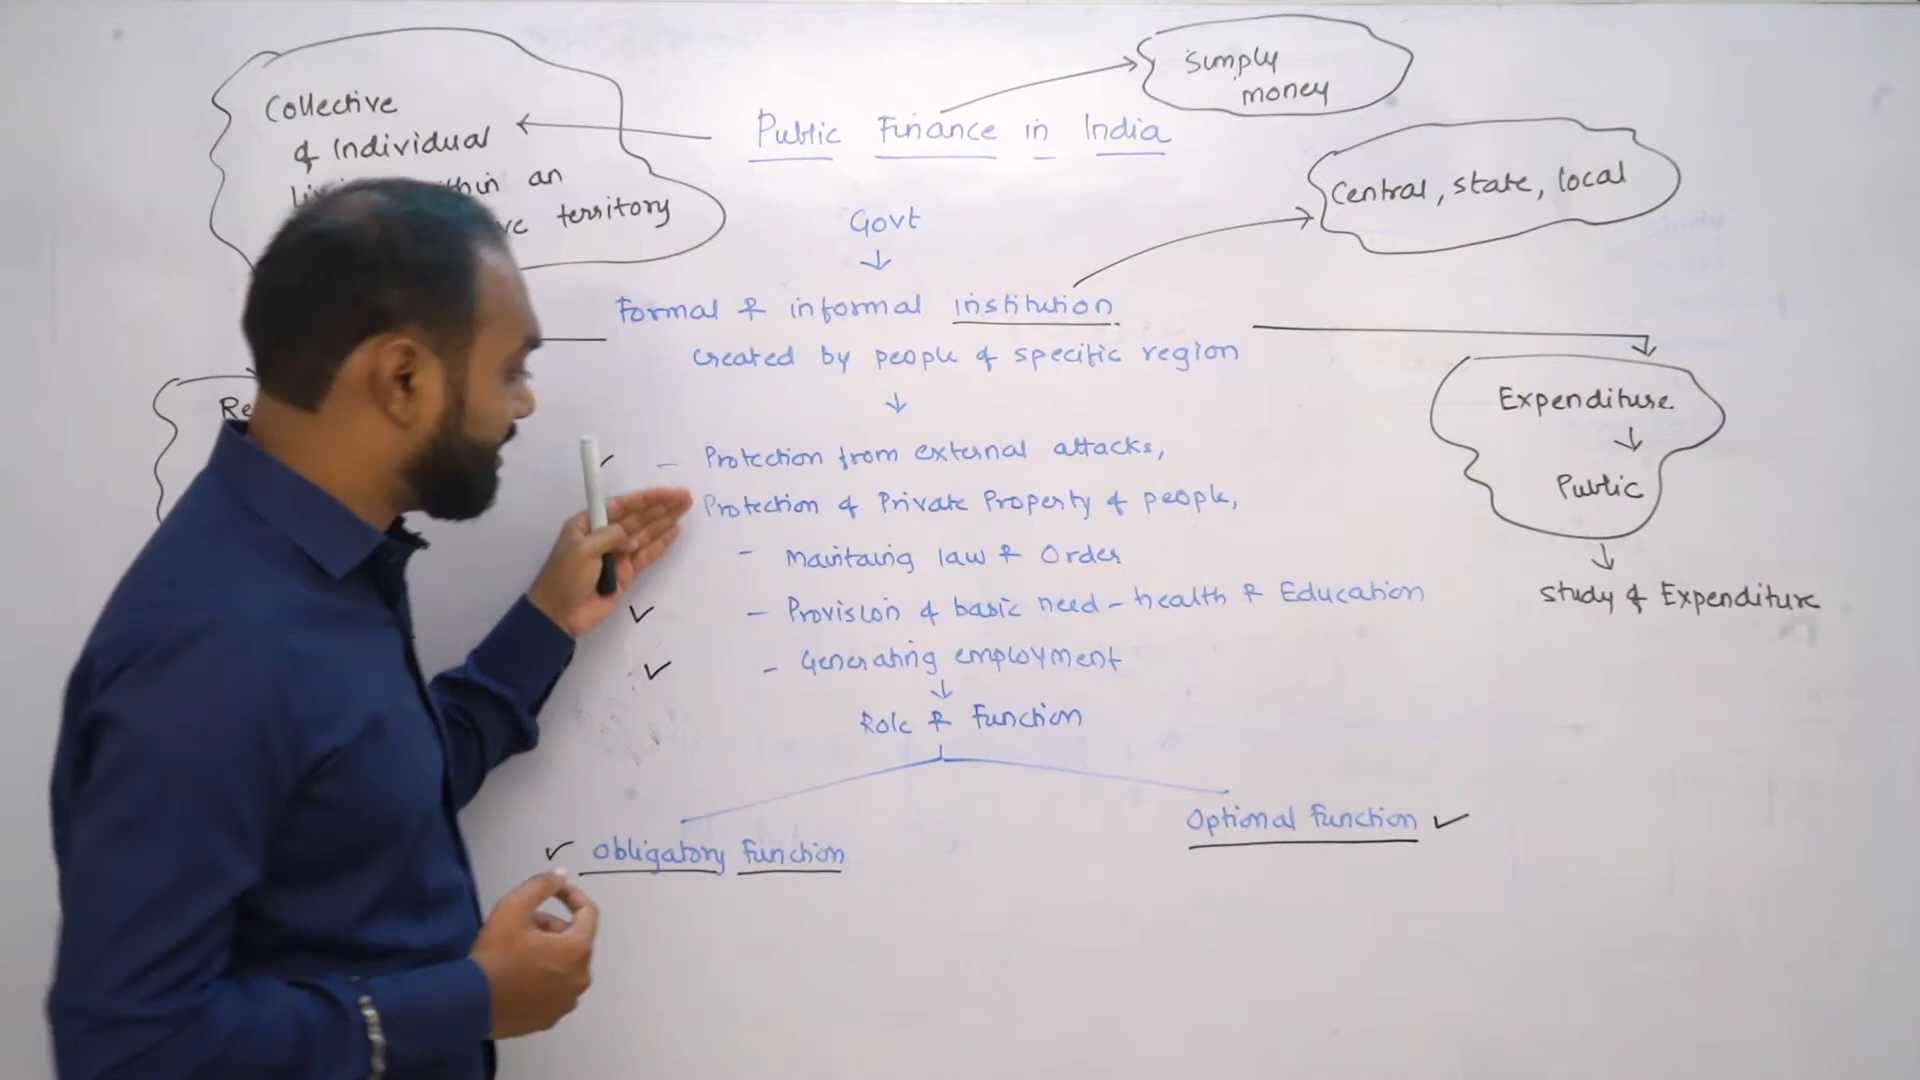 Collective
of Individual
an
territory
Simply
money
Public Finance in India
Central, state, local
Govt
↓
Formal & informal institution
created by people of specific region
↓
Expenditure
↓
Public
↓
Study of Expenditure
✓ - Protection from external attacks,
Protection of Private Property of people,
- Maintaing law & Order
✓ - Provision of basic need - health & Education
✓ - Generating employment
↓
Role & Function
✓ Obligatory Function
Optional Function ✓